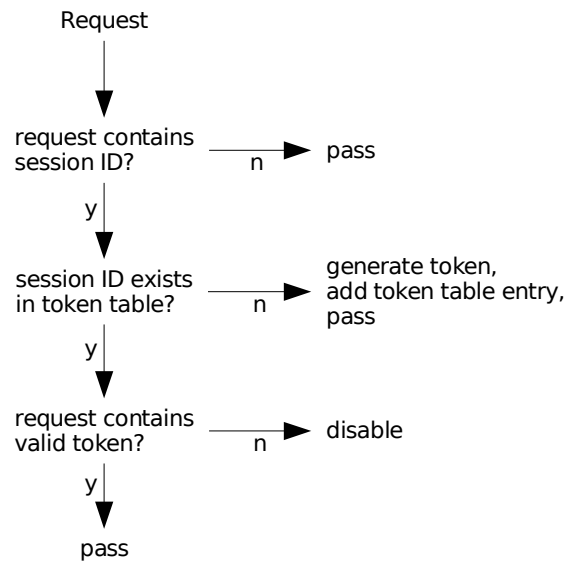 Request
request contains
session ID?
n
pass
y
session ID exists
in token table?
n
generate token,
add token table entry,
pass
y
request contains
valid token?
n
disable
y
pass